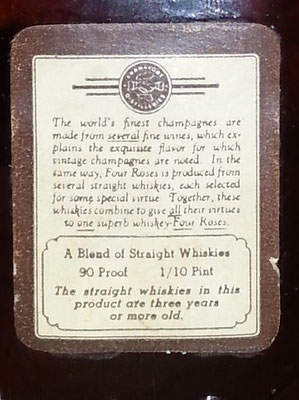 FRANKFORT
DISTILLERIES
The world's finest champagnes are
made from several fine wines, which ex-
plains the exquisite flavor for which
vintage champagnes are noted. In the
same way, Four Roses is produced from
several straight whiskies, each selected
for some special virtue Together, these
whiskies combine to give all their virtues
to one superb whiskey-Four Roses.
A Blend of Straight Whiskies
90 Proof 1/10 Pint
The straight whiskies in this
product are three years
or more old.